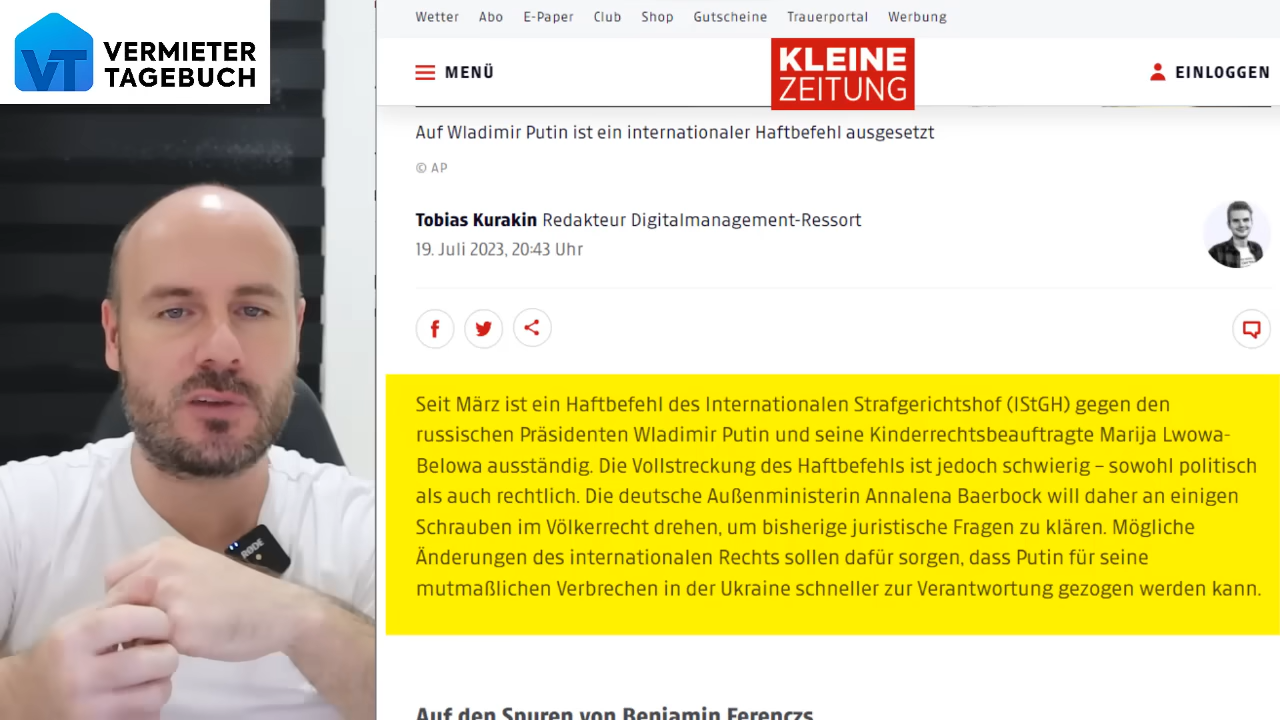 VT VERMIETER
TAGEBUCH
Wetter Abo E-Paper Club Shop Gutscheine Trauerportal Werbung
MENÜ
KLEINE
ZEITUNG
EINLOGGEN
Auf Wladimir Putin ist ein internationaler Haftbefehl ausgesetzt
© AP
Tobias Kurakin Redakteur Digitalmanagement-Ressort
19. Juli 2023, 20:43 Uhr
Seit März ist ein Haftbefehl des Internationalen Strafgerichtshof (IStGH) gegen den
russischen Präsidenten Wladimir Putin und seine Kinderrechtsbeauftragte Marija Lwowa-
Belowa ausständig. Die Vollstreckung des Haftbefehls ist jedoch schwierig – sowohl politisch
als auch rechtlich. Die deutsche Außenministerin Annalena Baerbock will daher an einigen
Schrauben im Völkerrecht drehen, um bisherige juristische Fragen zu klären. Mögliche
Änderungen des internationalen Rechts sollen dafür sorgen, dass Putin für seine
mutmaßlichen Verbrechen in der Ukraine schneller zur Verantwortung gezogen werden kann.
RØDE
Auf den Spuren von Benjamin Ferenczs